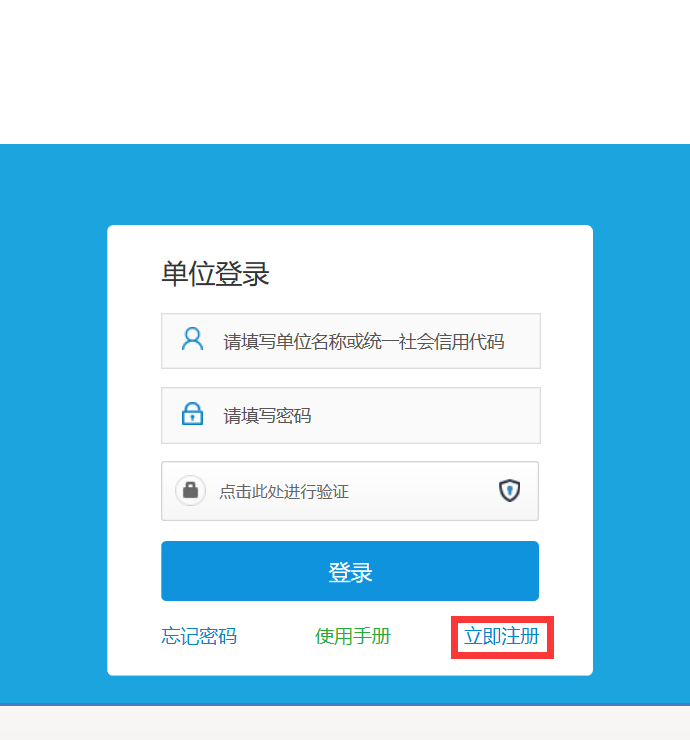 单位登录
请填写单位名称或统一社会信用代码
请填写密码
点击此处进行验证
登录
忘记密码 使用手册 立即注册